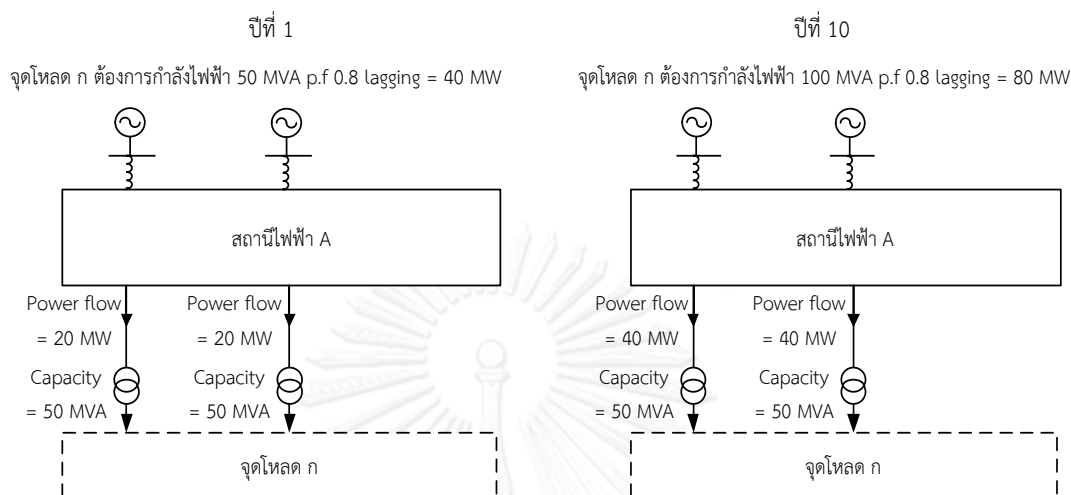 ปีที่ 1
จุดโหลด ก ต้องการกำลังไฟฟ้า 50 MVA p.f 0.8 lagging = 40 MW
สถานีไฟฟ้า A
Power flow
= 20 MW
Power flow
= 20 MW
Capacity
= 50 MVA
Capacity
= 50 MVA
จุดโหลด ก
ปีที่ 10
จุดโหลด ก ต้องการกำลังไฟฟ้า 100 MVA p.f 0.8 lagging = 80 MW
สถานีไฟฟ้า A
Power flow
= 40 MW
Power flow
= 40 MW
Capacity
= 50 MVA
Capacity
= 50 MVA
จุดโหลด ก